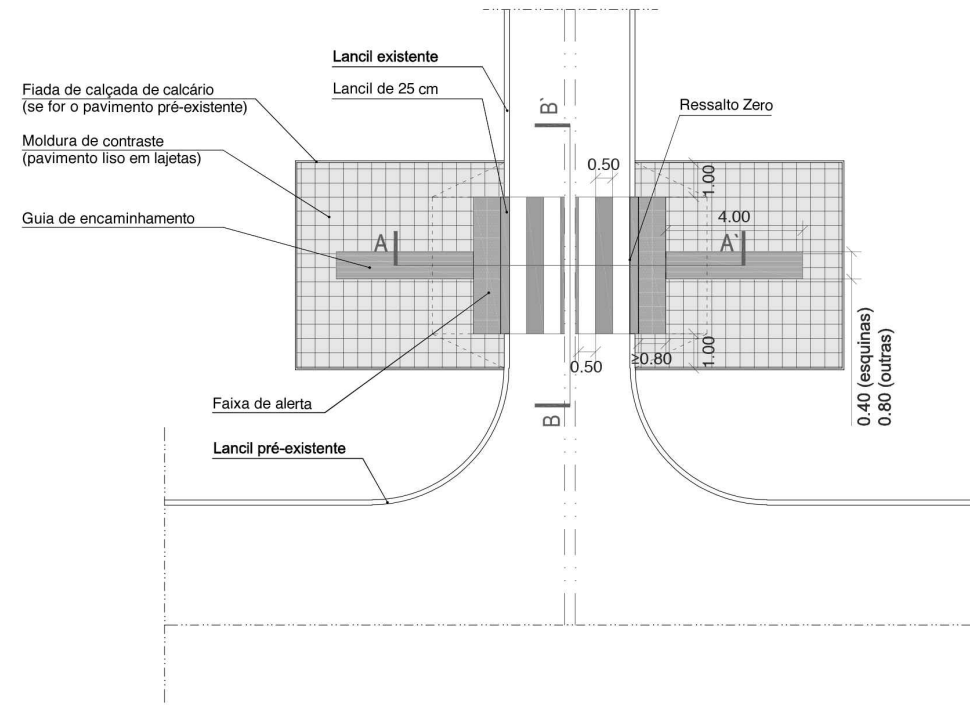 Lancil existente
Lancil de 25 cm
Fiada de calçada de calcário
(se for o pavimento pré-existente)
Moldura de contraste
(pavimento liso em lajetas)
Guia de encaminhamento
Ressalto Zero
B`
0.50
1.00
4.00
A
A`
0.50
≥0.80
1.00
0.40 (esquinas)
0.80 (outras)
Faixa de alerta
B
Lancil pré-existente